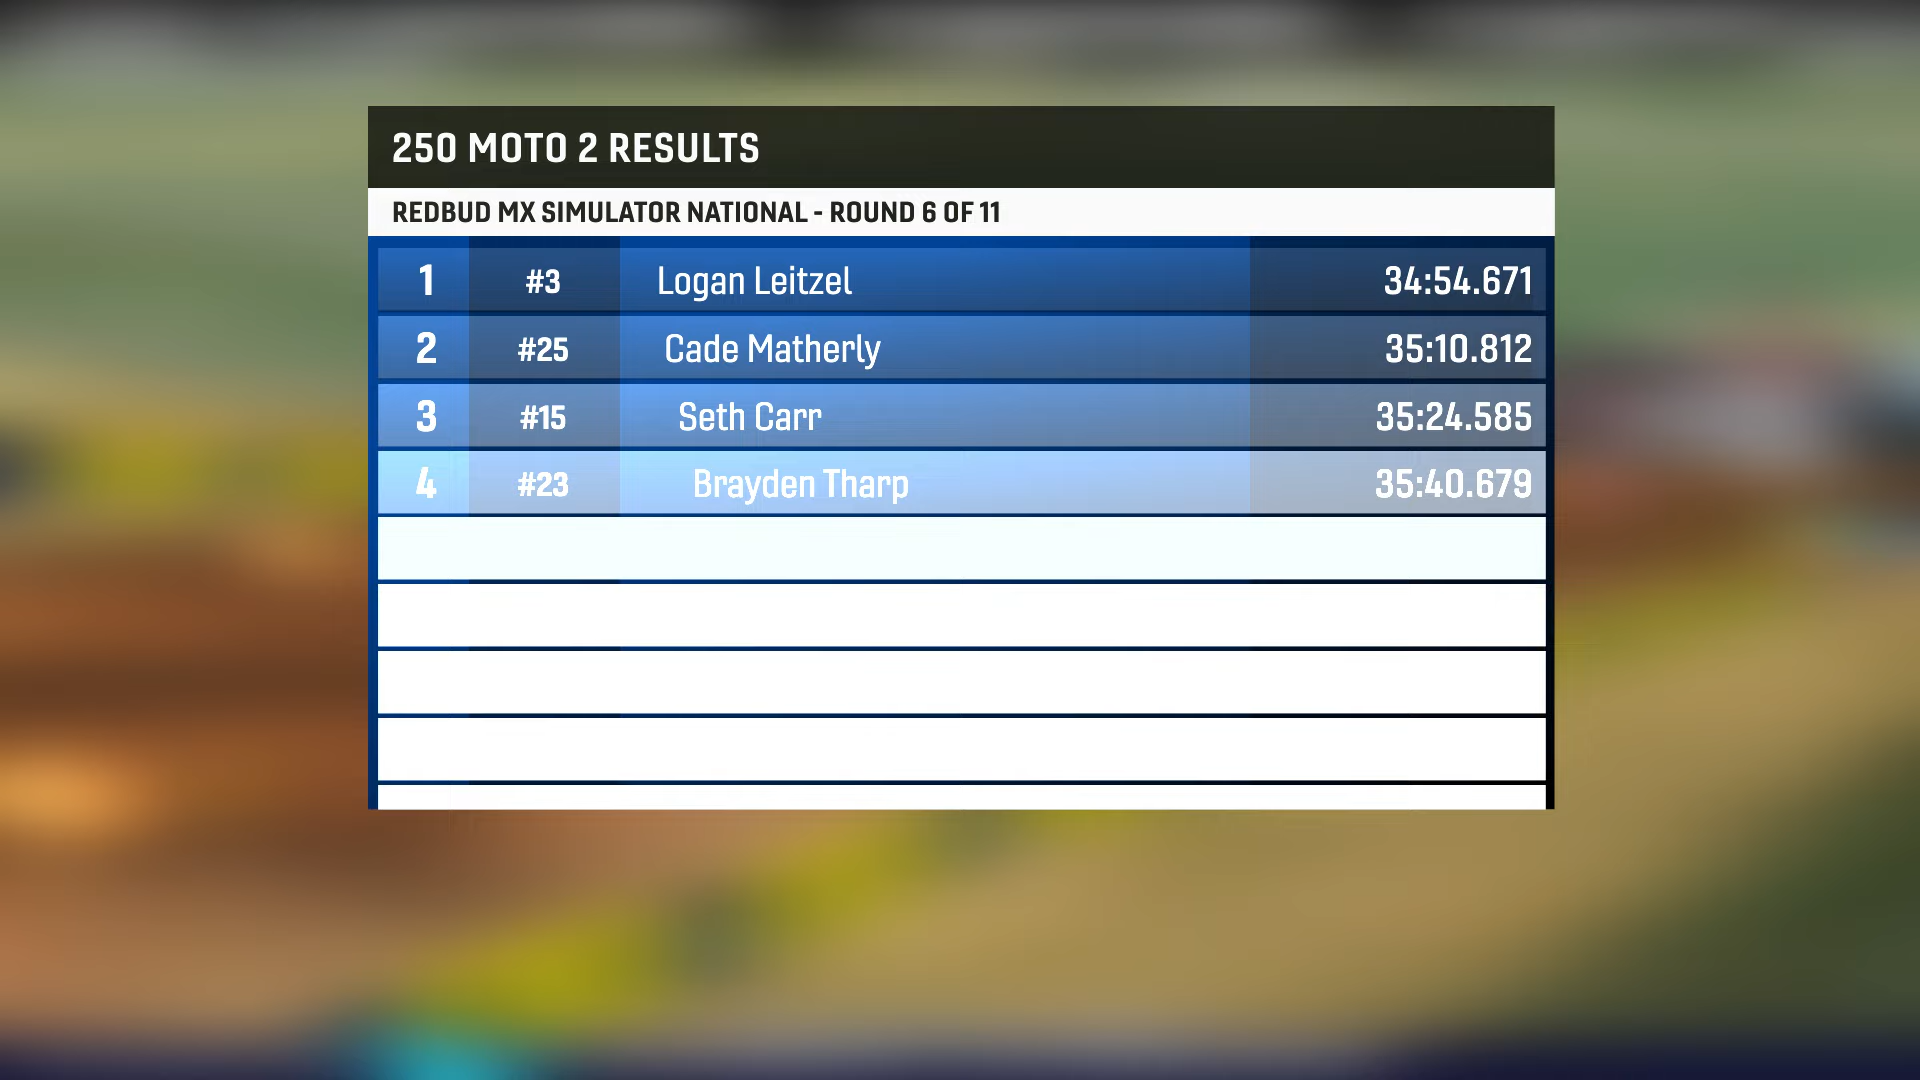 250 MOTO 2 RESULTS
REDBUD MX SIMULATOR NATIONAL - ROUND 6 OF 11
1 #3 Logan Leitzel 34:54.671
2 #25 Cade Matherly 35:10.812
3 #15 Seth Carr 35:24.585
4 #23 Brayden Tharp 35:40.679